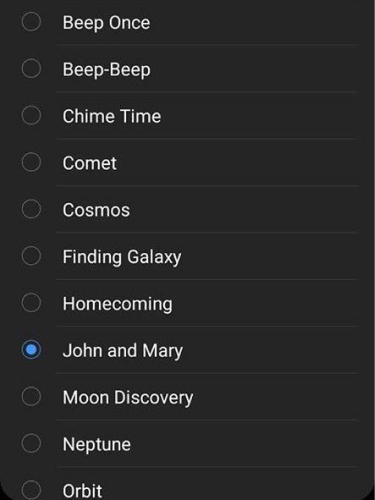 Beep Once
Beep-Beep
Chime Time
Comet
Cosmos
Finding Galaxy
Homecoming
John and Mary
Moon Discovery
Neptune
Orbit